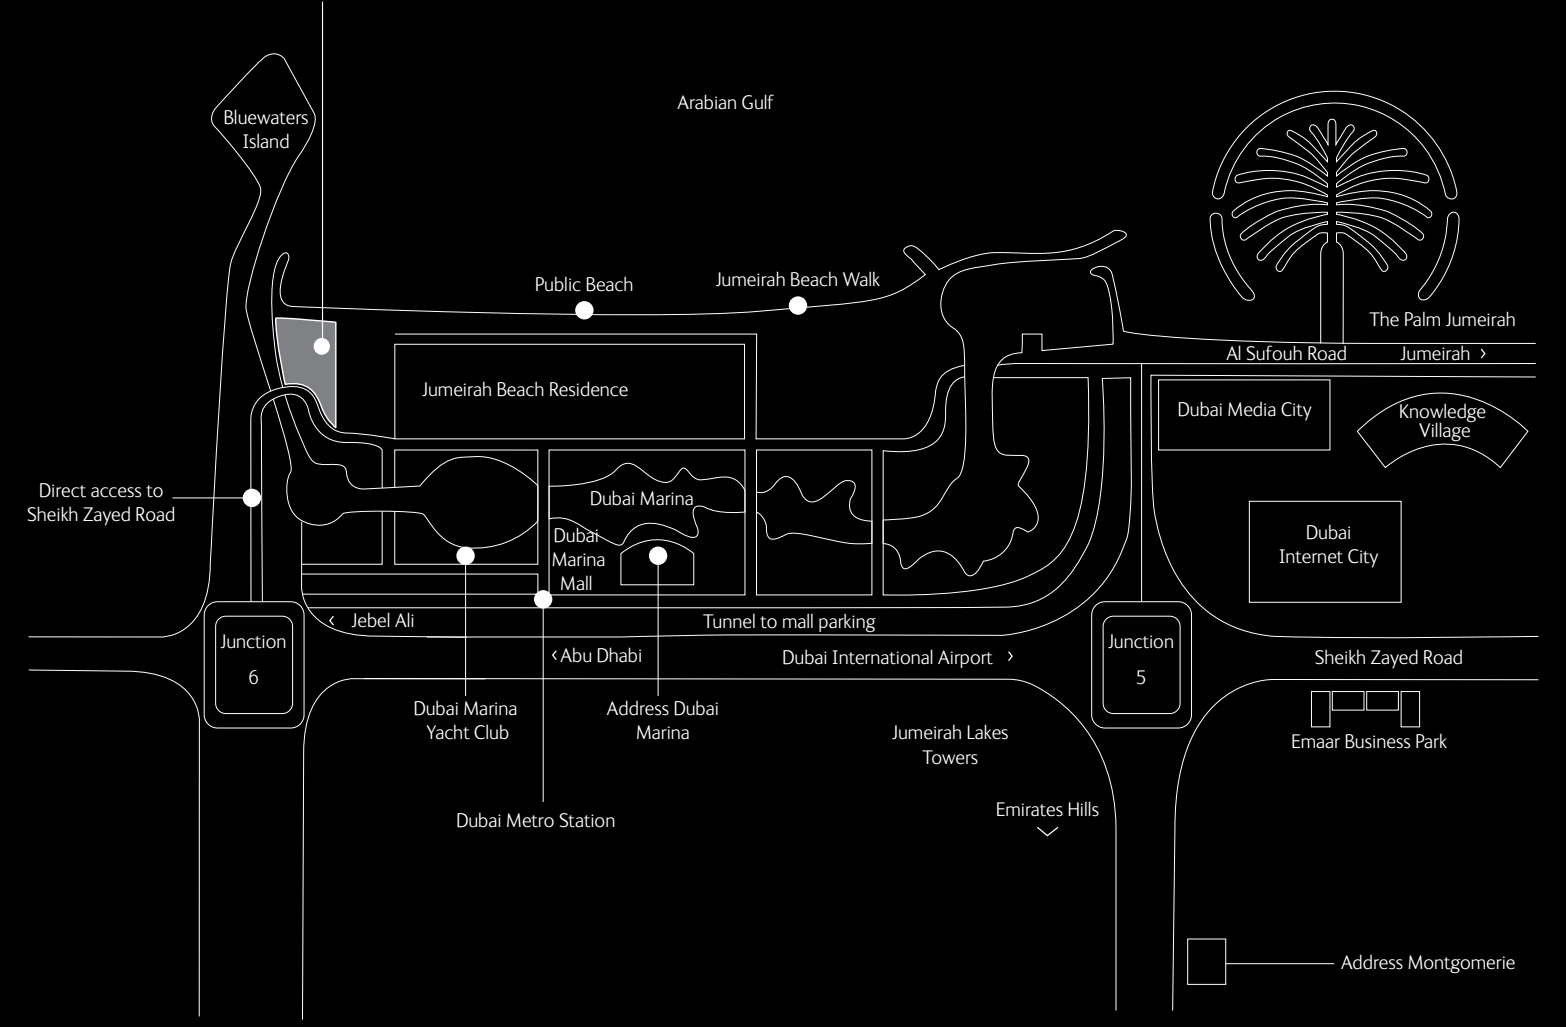 Arabian Gulf
Bluewaters
Island
Public Beach
Jumeirah Beach Walk
The Palm Jumeirah
Al Sufouh Road
Jumeirah >
Jumeirah Beach Residence
Dubai Media City
Knowledge
Village
Direct access to
Sheikh Zayed Road
Dubai Marina
Dubai
Marina
Mall
Dubai
Internet City
< Jebel Ali
Tunnel to mall parking
Junction
6
< Abu Dhabi
Dubai International Airport >
Junction
5
Sheikh Zayed Road
Dubai Marina
Yacht Club
Address Dubai
Marina
Jumeirah Lakes
Towers
Emaar Business Park
Dubai Metro Station
Emirates Hills
Address Montgomerie